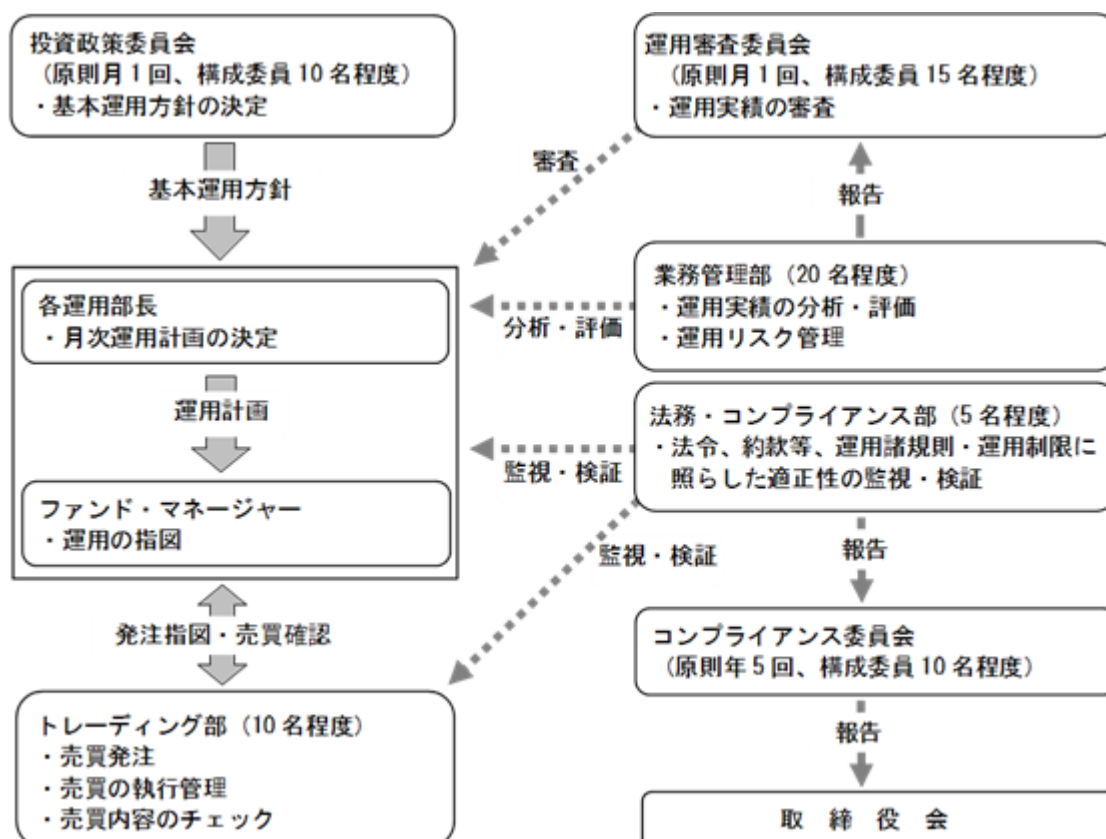 投資政策委員会
（原則月1回、構成委員10名程度）
・基本運用方針の決定
基本運用方針
各運用部長
・月次運用計画の決定
運用計画
ファンド・マネージャー
・運用の指図
発注指図・売買確認
トレーディング部（10名程度）
・売買発注
・売買の執行管理
・売買内容のチェック
運用審査委員会
（原則月1回、構成委員15名程度）
・運用実績の審査
審査
報告
業務管理部（20名程度）
・運用実績の分析・評価
・運用リスク管理
分析・評価
法務・コンプライアンス部（5名程度）
・法令、約款等、運用諸規則・運用制限に
照らした適正性の監視・検証
監視・検証
監視・検証
報告
コンプライアンス委員会
（原則年5回、構成委員10名程度）
報告
取締役会